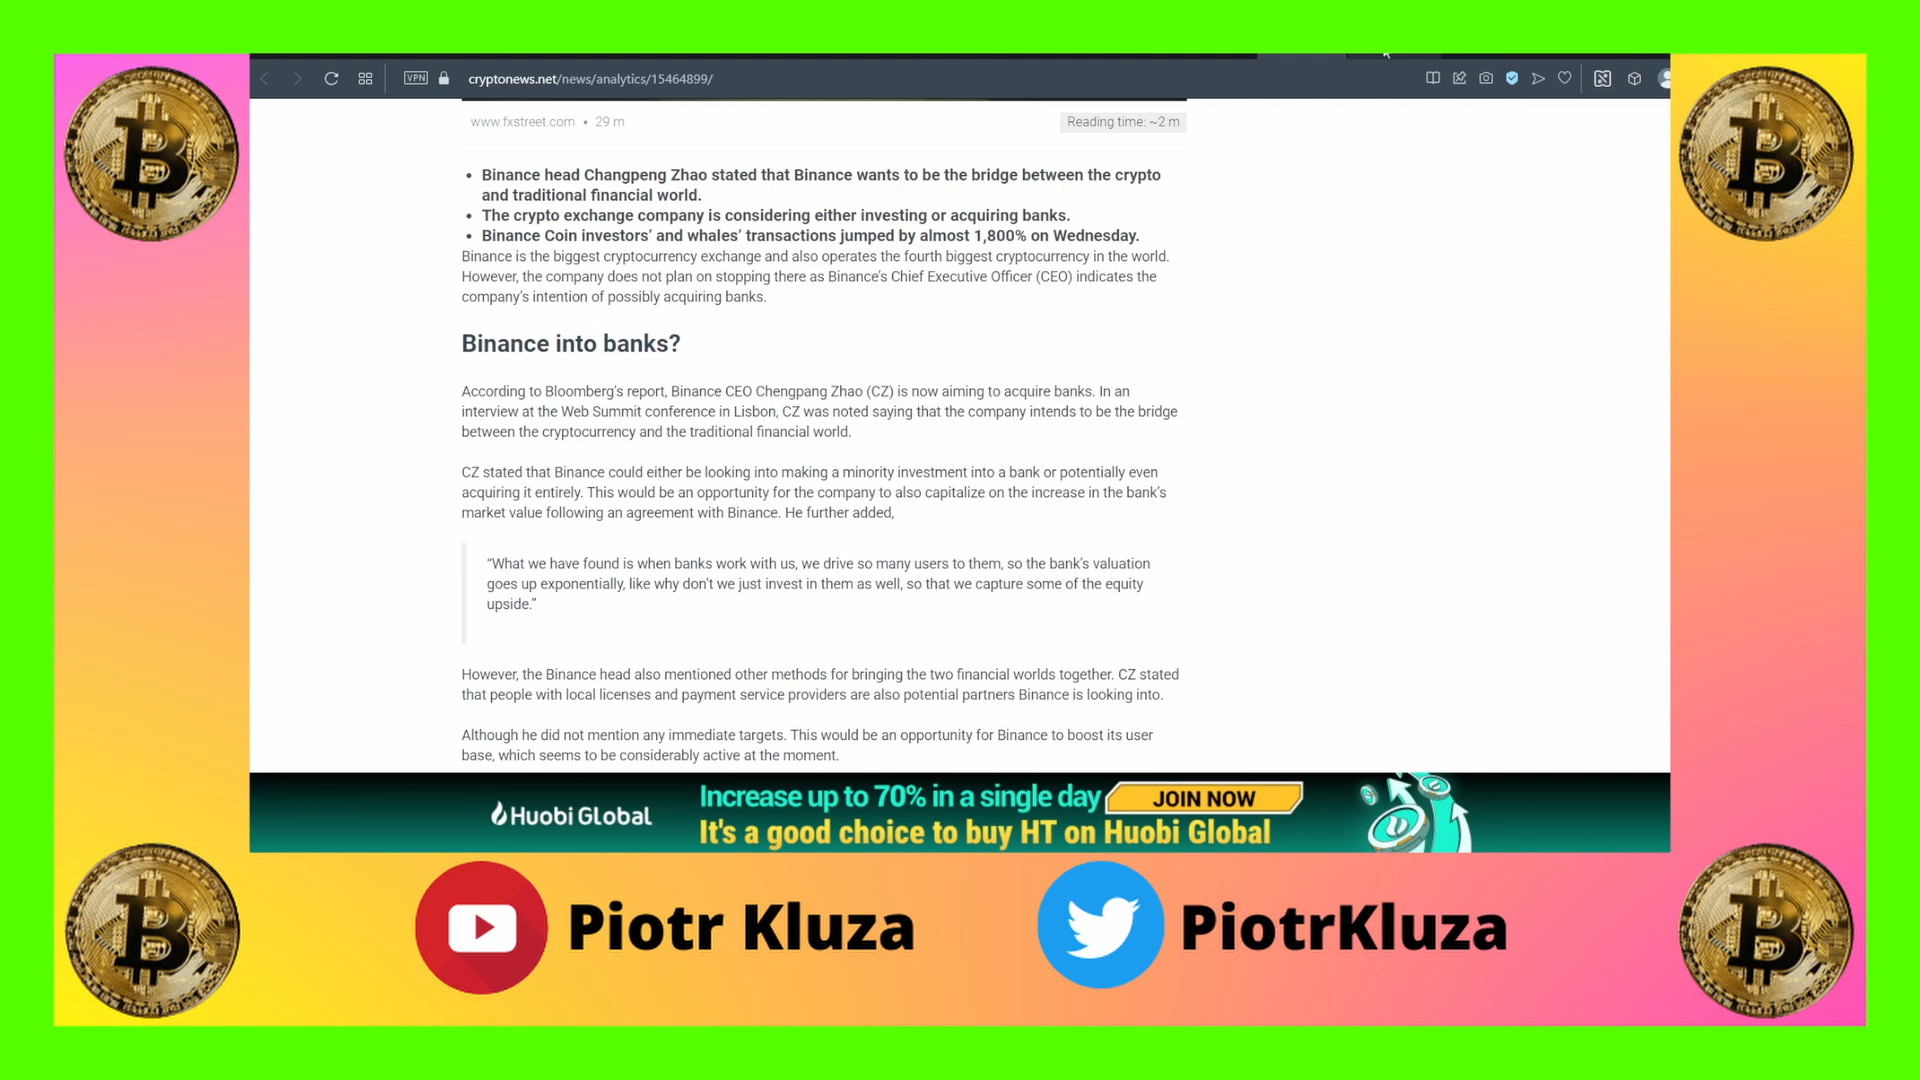 VPN
cryptonews.net/news/analytics/15464899/
www.fxstreet.com • 29 m
Reading time: ~2 m
• Binance head Changpeng Zhao stated that Binance wants to be the bridge between the crypto
and traditional financial world.
• The crypto exchange company is considering either investing or acquiring banks.
• Binance Coin investors’ and whales’ transactions jumped by almost 1,800% on Wednesday.
Binance is the biggest cryptocurrency exchange and also operates the fourth biggest cryptocurrency in the world.
However, the company does not plan on stopping there as Binance’s Chief Executive Officer (CEO) indicates the
company’s intention of possibly acquiring banks.
Binance into banks?
According to Bloomberg’s report, Binance CEO Chengpang Zhao (CZ) is now aiming to acquire banks. In an
interview at the Web Summit conference in Lisbon, CZ was noted saying that the company intends to be the bridge
between the cryptocurrency and the traditional financial world.
CZ stated that Binance could either be looking into making a minority investment into a bank or potentially even
acquiring it entirely. This would be an opportunity for the company to also capitalize on the increase in the bank’s
market value following an agreement with Binance. He further added,
“What we have found is when banks work with us, we drive so many users to them, so the bank’s valuation
goes up exponentially, like why don’t we just invest in them as well, so that we capture some of the equity
upside.”
However, the Binance head also mentioned other methods for bringing the two financial worlds together. CZ stated
that people with local licenses and payment service providers are also potential partners Binance is looking into.
Although he did not mention any immediate targets. This would be an opportunity for Binance to boost its user
base, which seems to be considerably active at the moment.
Huobi Global
Increase up to 70% in a single day
JOIN NOW
It's a good choice to buy HT on Huobi Global
Piotr Kluza
PiotrKluza